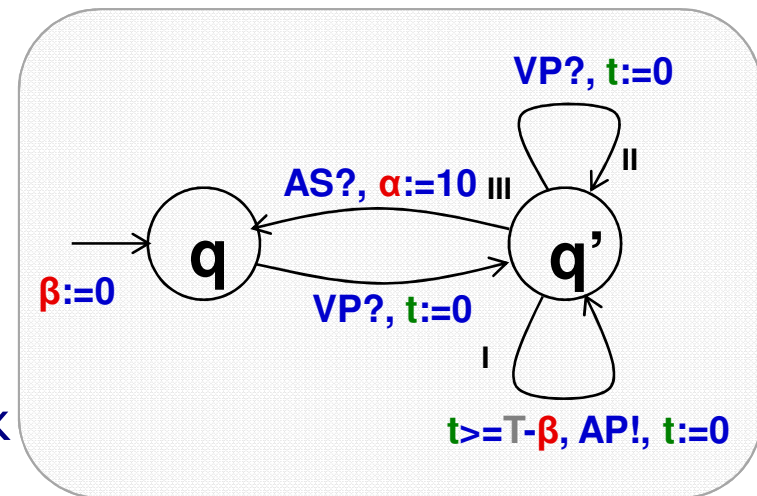 VP?, t:=0
II
AS?, α:=10 III
q
q’
β:=0
VP?, t:=0
I
t>=T-β, AP!, t:=0